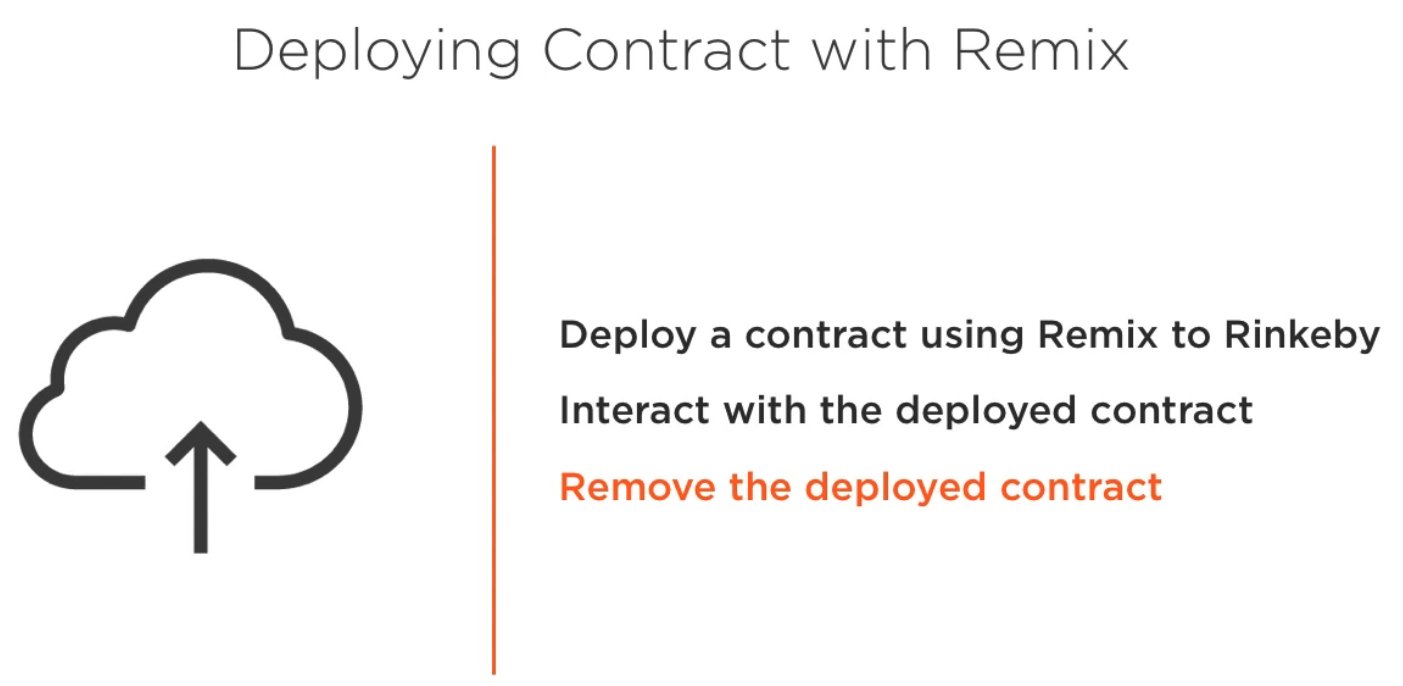 Deploying Contract with Remix
Deploy a contract using Remix to Rinkeby
Interact with the deployed contract
Remove the deployed contract